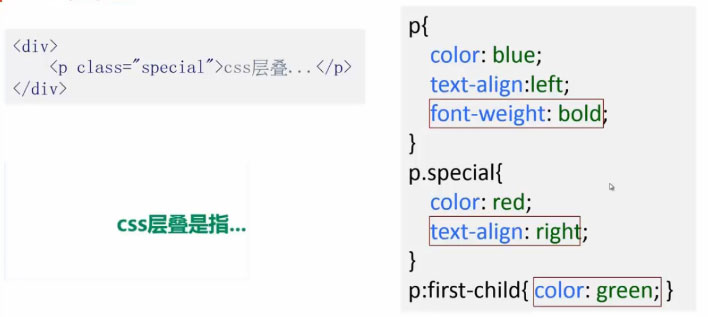 <div>
<p class="special">css层叠...</p>
</div>
css层叠是指...
p{
color: blue;
text-align:left;
font-weight: bold;
}
p.special{
color: red;
text-align: right;
}
p:first-child{ color: green; }